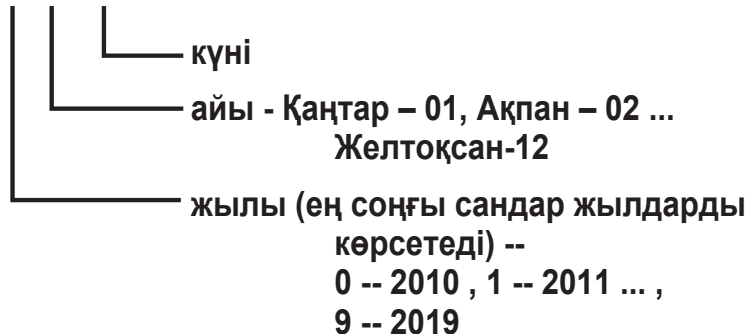 күні
айы - Қаңтар – 01, Ақпан – 02 ...
Желтоқсан-12
жылы (ең соңғы сандар жылдарды
көрсетеді) --
0 -- 2010 , 1 -- 2011 ... ,
9 -- 2019